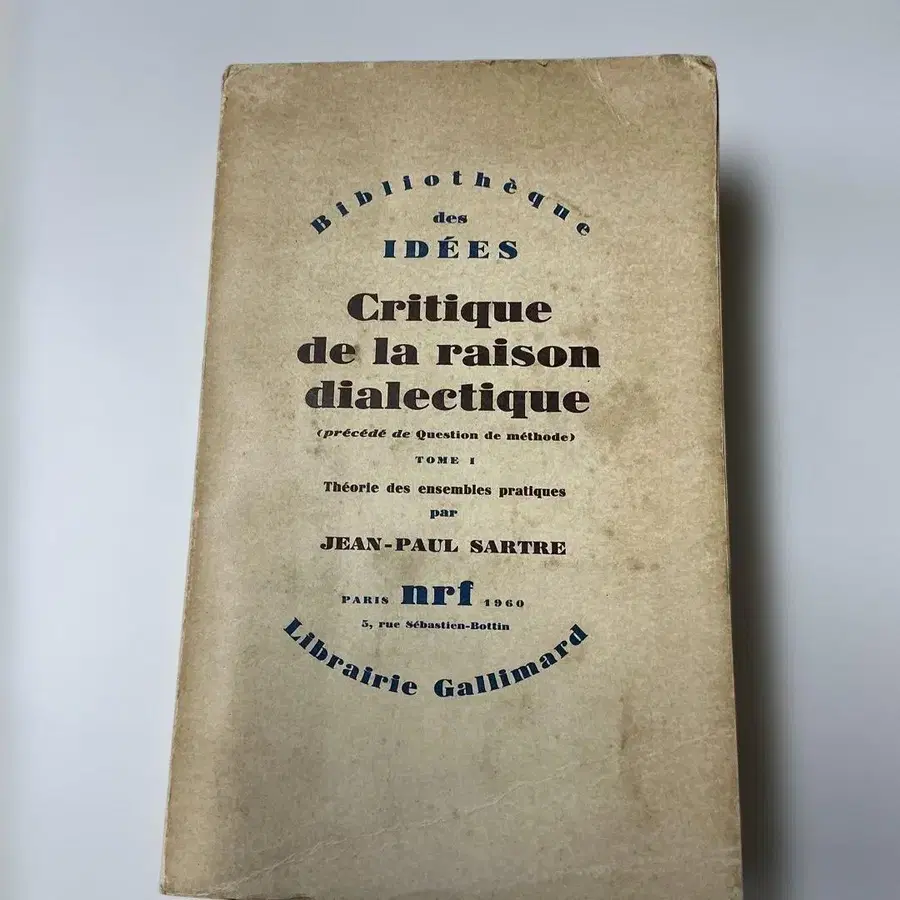 Bibliothèque
des
IDÉES
Critique
de la raison
dialectique
(précédé de Question de méthode)
TOME I
Théorie des ensembles pratiques
par
JEAN-PAUL SARTRE
PARIS nrf 1960
5, rue Sébastien-Bottin
Librairie Gallimard